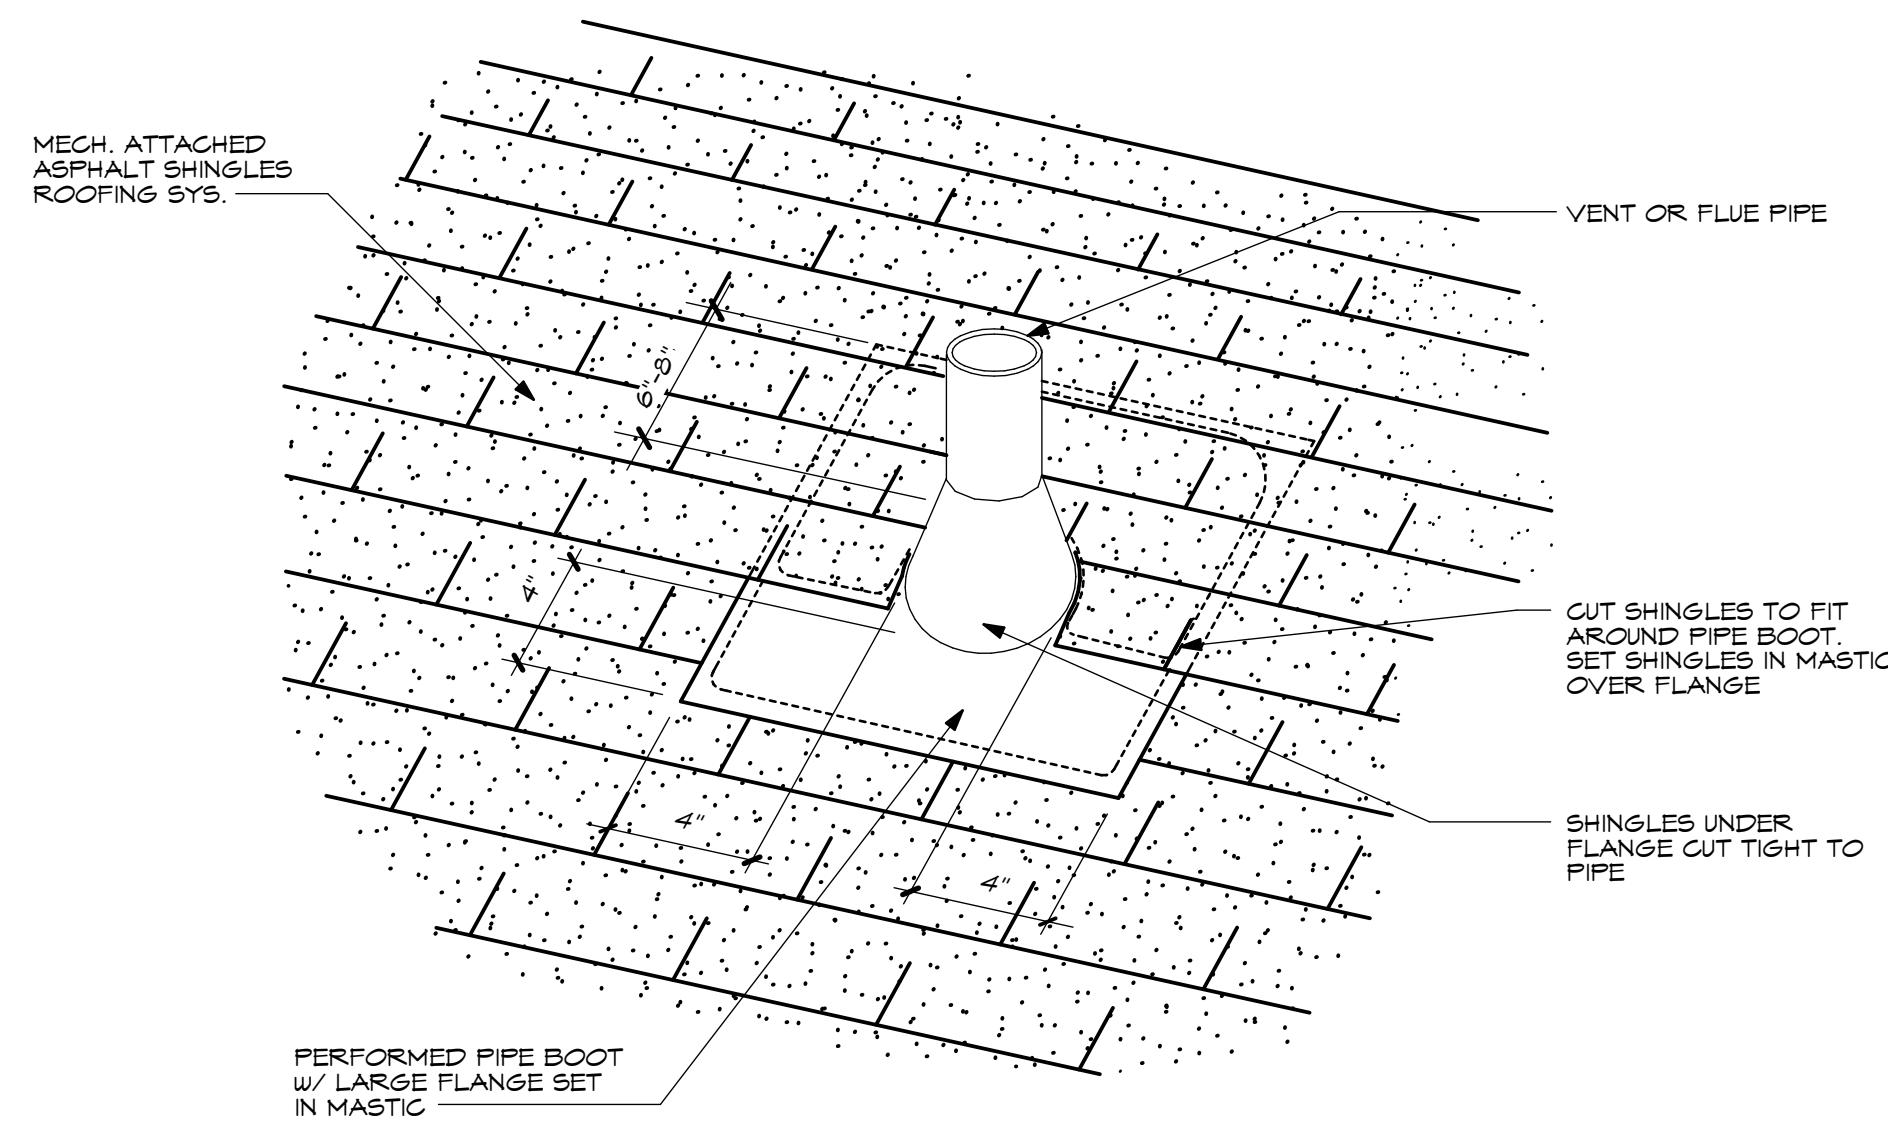 MECH. ATTACHED
ASPHALT SHINGLES
ROOFING SYS.
VENT OR FLUE PIPE
6"-8"
4"
CUT SHINGLES TO FIT
AROUND PIPE BOOT.
SET SHINGLES IN MASTIC
OVER FLANGE
4"
4"
SHINGLES UNDER
FLANGE CUT TIGHT TO
PIPE
PERFORMED PIPE BOOT
W/ LARGE FLANGE SET
IN MASTIC